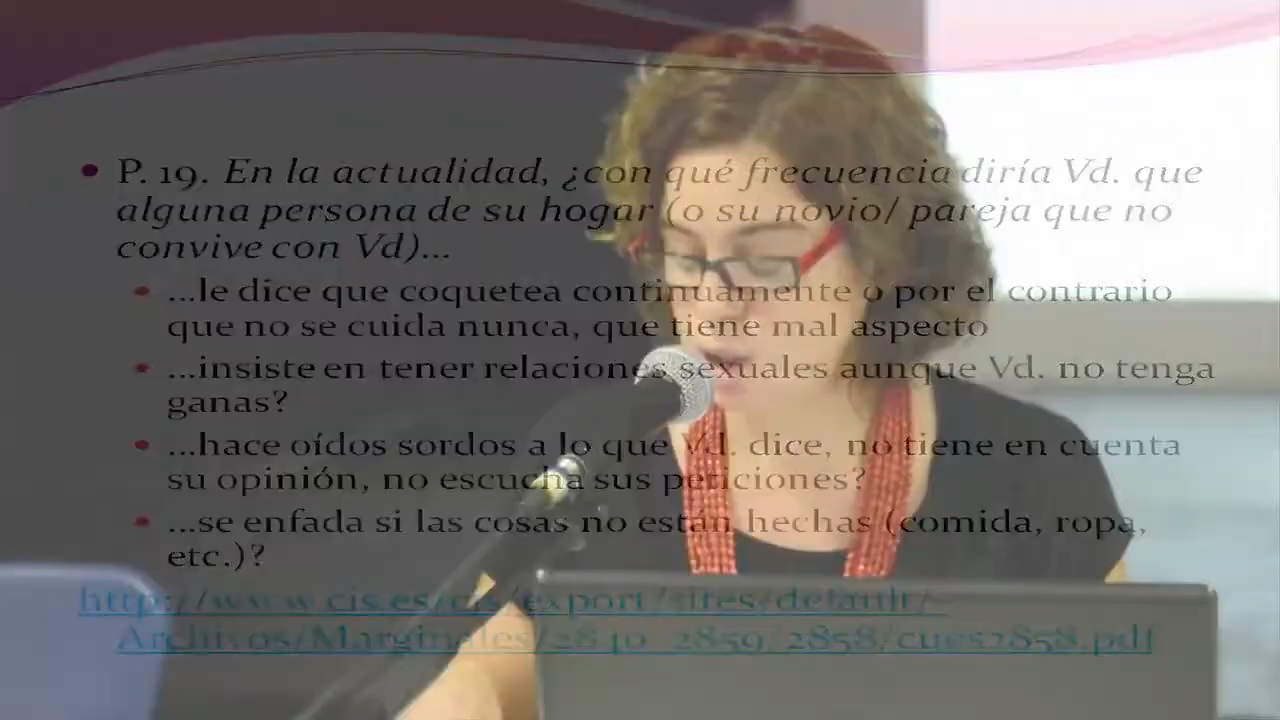 P. 19. En la actualidad, ¿con qué frecuencia diría Vd. que
alguna persona de su hogar (o su novio/ pareja que no
convive con Vd)...
...le dice que coquetea continuamente o por el contrario
que no se cuida nunca, que tiene mal aspecto
...insiste en tener relaciones sexuales aunque Vd. no tenga
ganas?
...hace oídos sordos a lo que Vd. dice, no tiene en cuenta
su opinión, no escucha sus peticiones?
...se enfada si las cosas no están hechas (comida, ropa,
etc.)?
http://www.cis.es/cis/export/sites/default/-
Archivos/Marginales/2840_2859/2858/cues2858.pdf